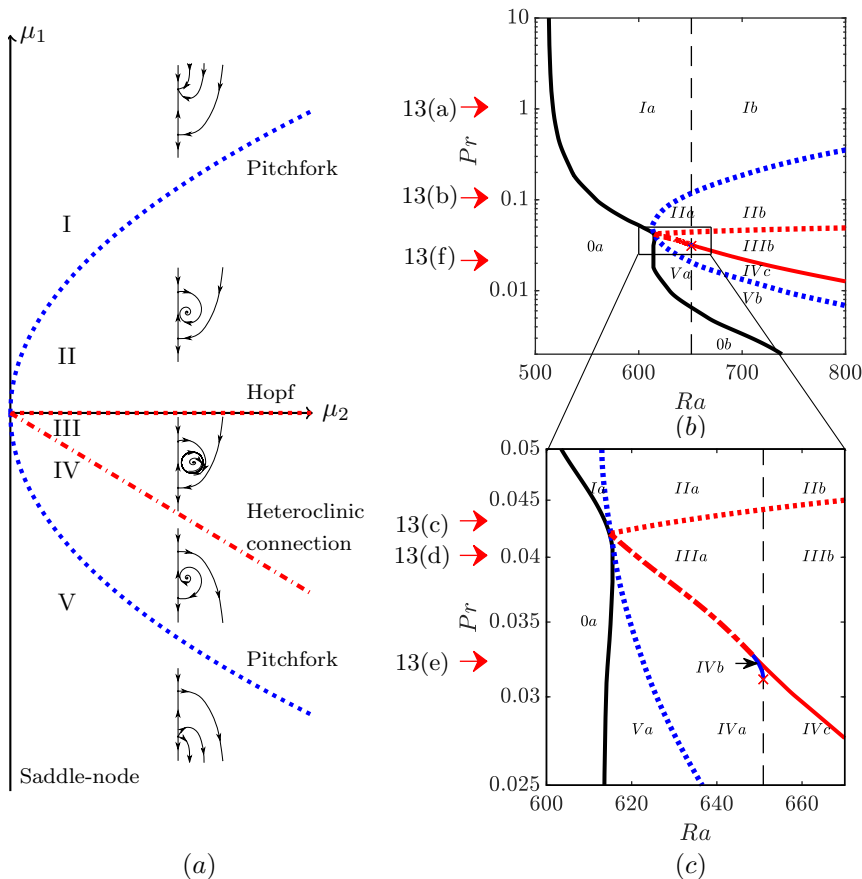 μ1
I
II
III
IV
V
Pitchfork
Hopf
μ2
Heteroclinic
connection
Pitchfork
Saddle-node
(a)
13(a)
13(b)
13(f)
Pr
10
1
0.1
0.01
500
600
700
800
Ra
(b)
Ia
Ib
IIa
IIb
0a
IIIb
Va
IVc
Vb
0b
13(c)
13(d)
13(e)
Pr
0.05
0.045
0.04
0.035
0.03
0.025
600
620
640
660
Ra
(c)
Ia
IIa
IIb
IIIa
IIIb
0a
IVb
Va
IVa
IVc